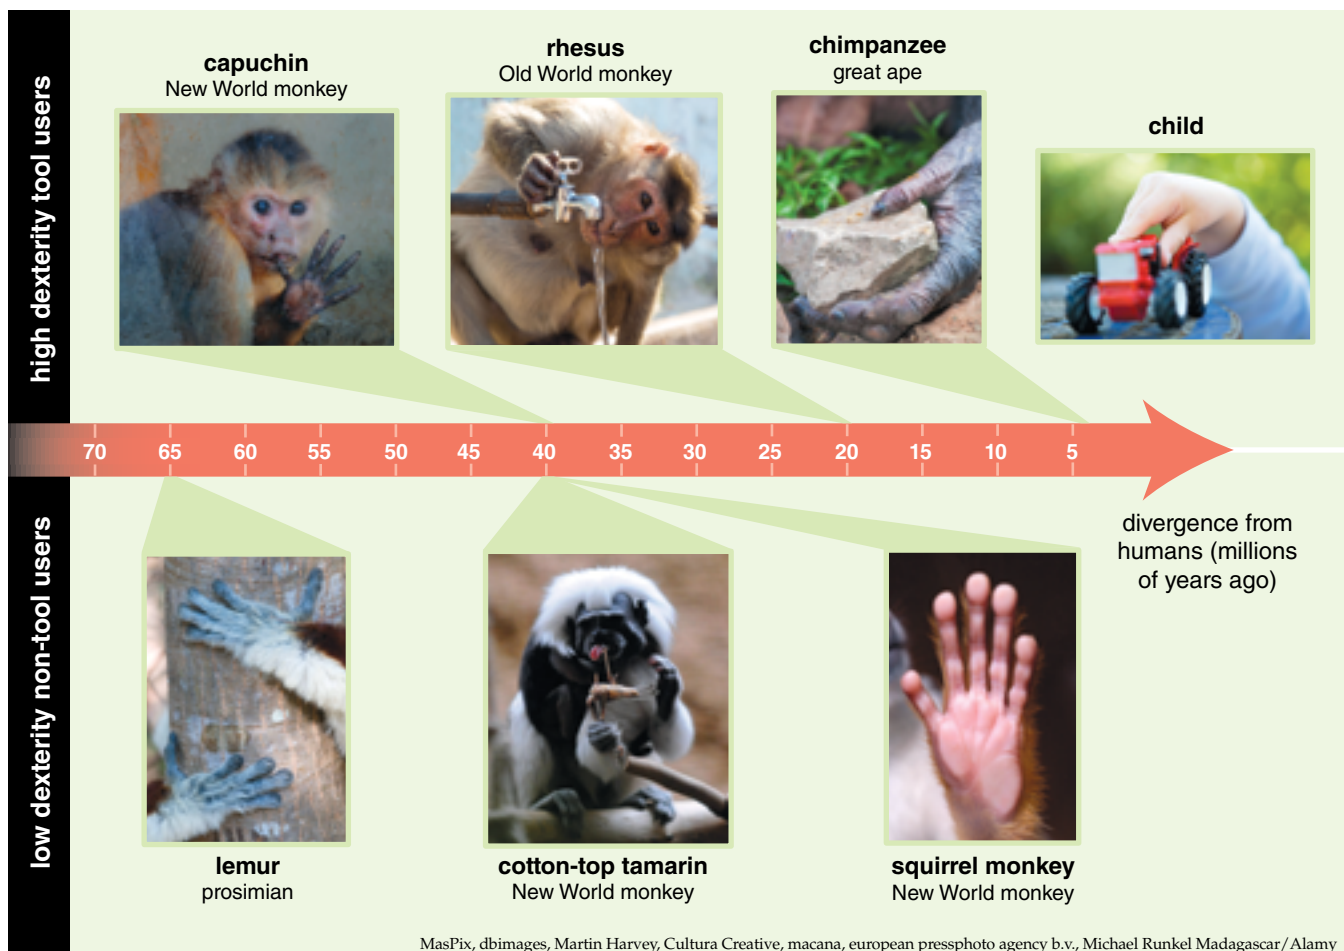 high dexterity tool users
capuchin
New World monkey
rhesus
Old World monkey
chimpanzee
great ape
child
70 65 60 55 50 45 40 35 30 25 20 15 10 5
divergence from
humans (millions
of years ago)
low dexterity non-tool users
lemur
prosimian
cotton-top tamarin
New World monkey
squirrel monkey
New World monkey
MasPix, dbimages, Martin Harvey, Cultura Creative, macana, european pressphoto agency b.v., Michael Runkel Madagascar/Alamy